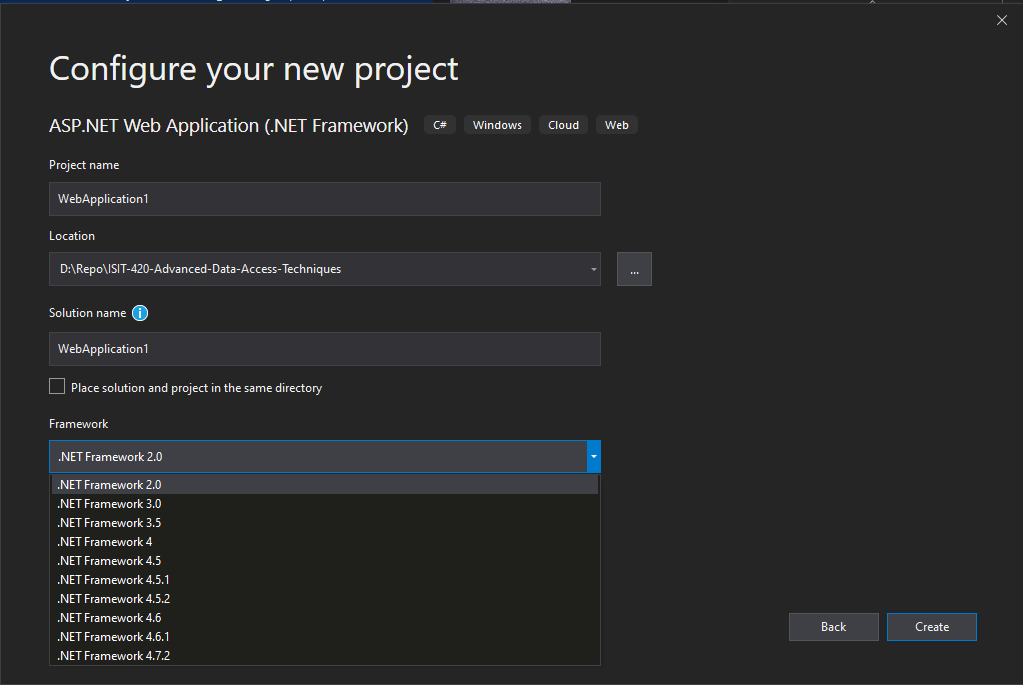 Configure your new project
ASP.NET Web Application (.NET Framework) C# Windows Cloud Web
Project name
WebApplication1
Location
D:\Repo\ISIT-420-Advanced-Data-Access-Techniques
...
Solution name
WebApplication1
Place solution and project in the same directory
Framework
.NET Framework 2.0
.NET Framework 2.0
.NET Framework 3.0
.NET Framework 3.5
.NET Framework 4
.NET Framework 4.5
.NET Framework 4.5.1
.NET Framework 4.5.2
.NET Framework 4.6
.NET Framework 4.6.1
.NET Framework 4.7.2
Back Create